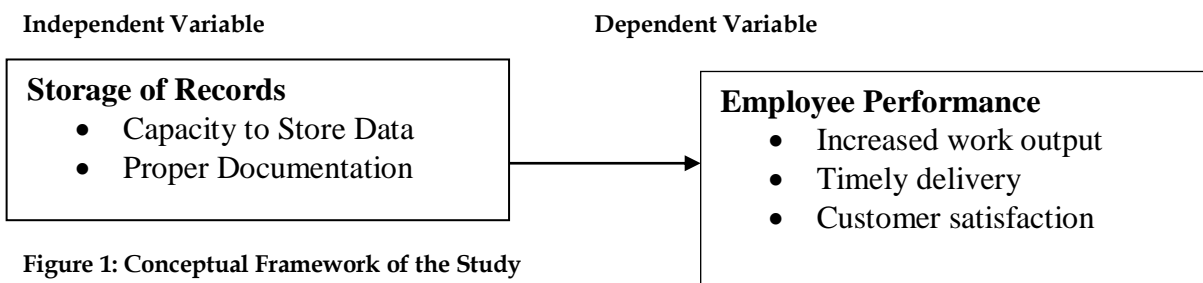 Independent Variable
Dependent Variable
Storage of Records
• Capacity to Store Data
• Proper Documentation
Employee Performance
• Increased work output
• Timely delivery
• Customer satisfaction
Figure 1: Conceptual Framework of the Study